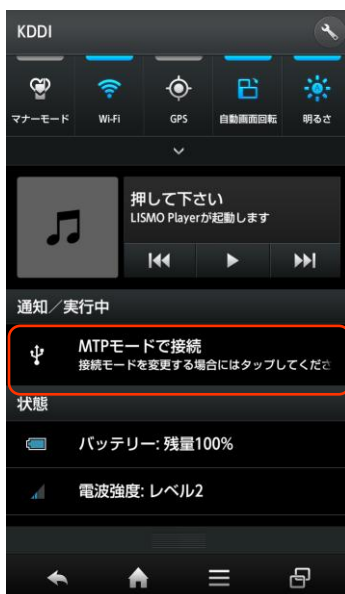 KDDI
マナーモード
Wi-Fi
GPS
自動画面回転
明るさ
押して下さい
LISMO Playerが起動します
通知／実行中
MTPモードで接続
接続モードを変更する場合にはタップしてくださ
状態
バッテリー: 残量100%
電波強度: レベル2